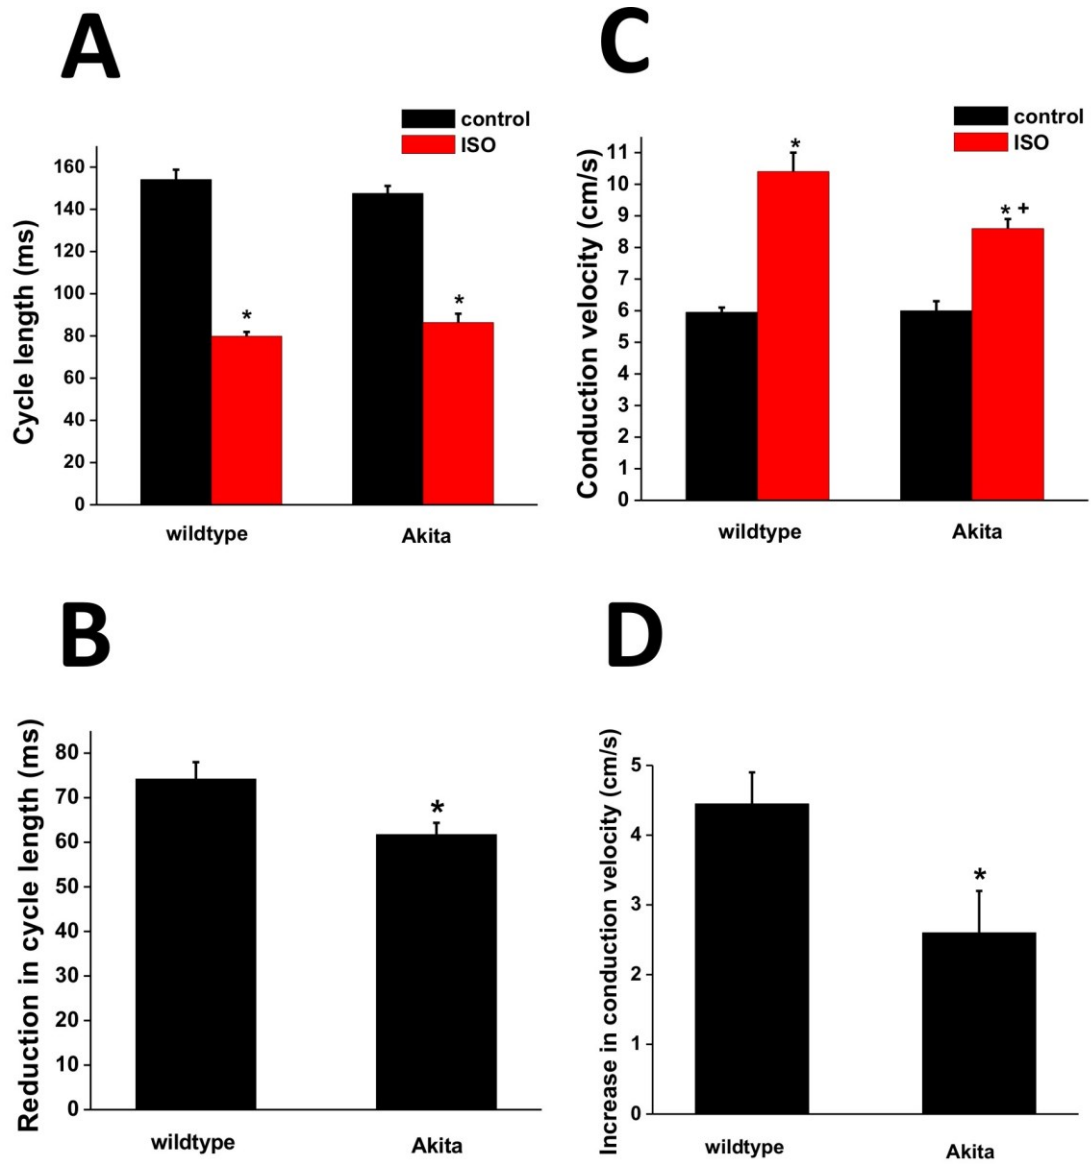 A
control
ISO
Cycle length (ms)
160
140
120
100
80
60
40
20
0
*
*
wildtype
Akita
C
control
ISO
Conduction velocity (cm/s)
11
10
9
8
7
6
5
4
3
2
1
0
*
* +
wildtype
Akita
B
Reduction in cycle length (ms)
80
70
60
50
40
30
20
10
0
*
wildtype
Akita
D
Increase in conduction velocity (cm/s)
5
4
3
2
1
0
*
wildtype
Akita